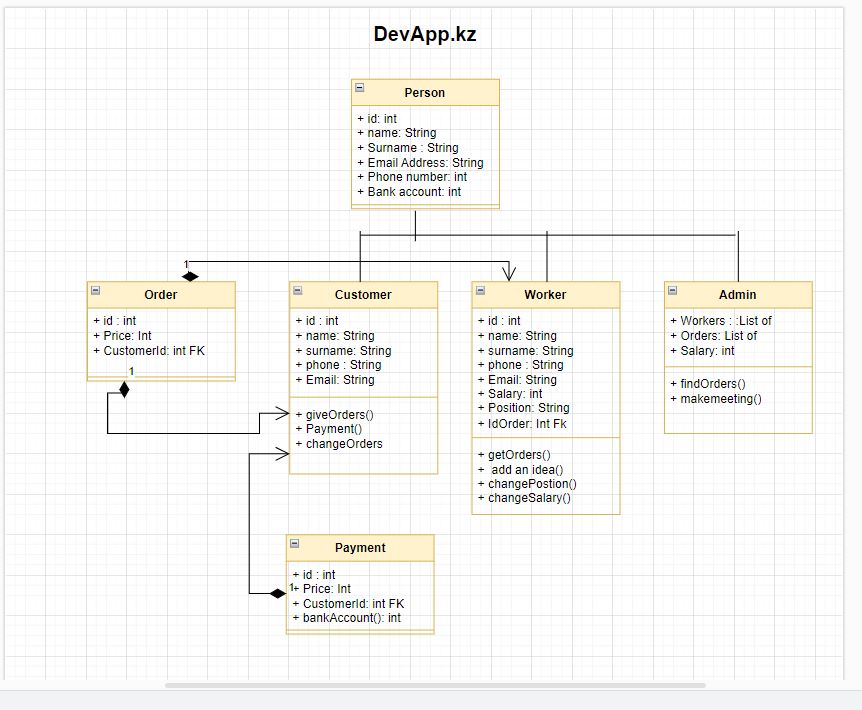 DevApp.kz
Person
+ id: int
+ name: String
+ Surname : String
+ Email Address: String
+ Phone number: int
+ Bank account: int
1
Order
+ id : int
+ Price: Int
+ CustomerId: int FK
1
Customer
+ id : int
+ name: String
+ surname: String
+ phone : String
+ Email: String
+ giveOrders()
+ Payment()
+ changeOrders
Worker
+ id : int
+ name: String
+ surname: String
+ phone : String
+ Email: String
+ Salary: int
+ Position: String
+ IdOrder: Int Fk
+ getOrders()
+ add an idea()
+ changePostion()
+ changeSalary()
Admin
+ Workers : :List of
+ Orders: List of
+ Salary: int
+ findOrders()
+ makemeeting()
Payment
+ id : int
1
+ Price: Int
+ CustomerId: int FK
+ bankAccount(): int